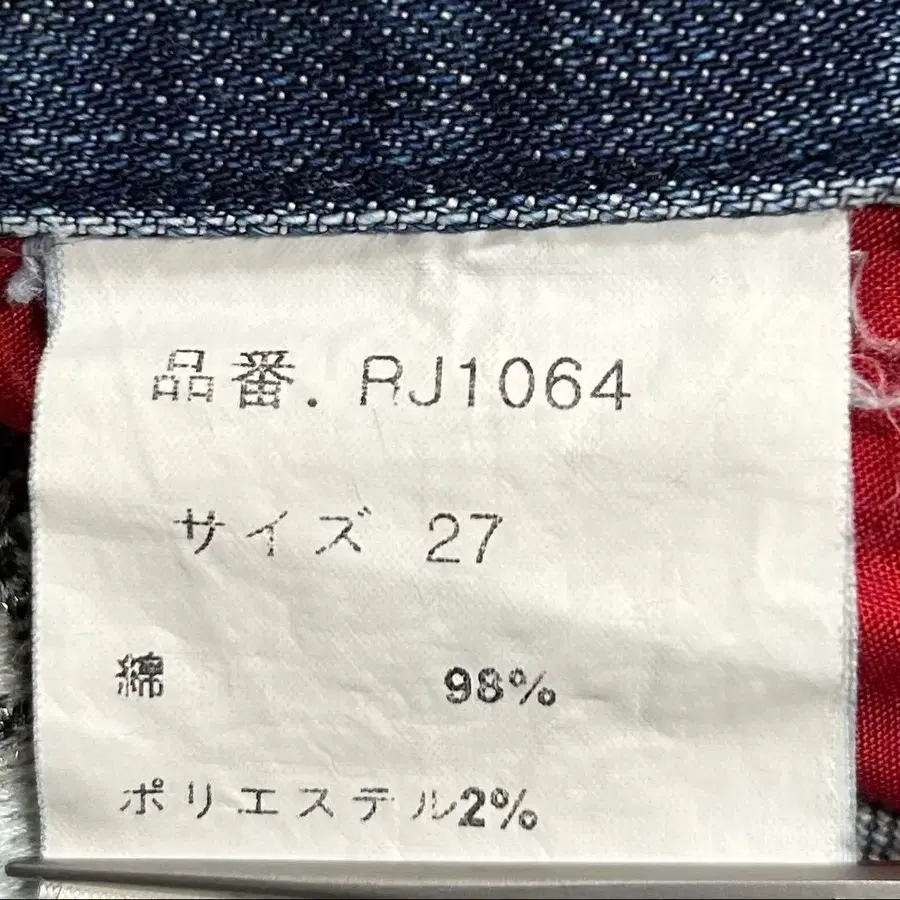 品番. RJ1064
サイズ 27
綿 98%
ポリエステル2%